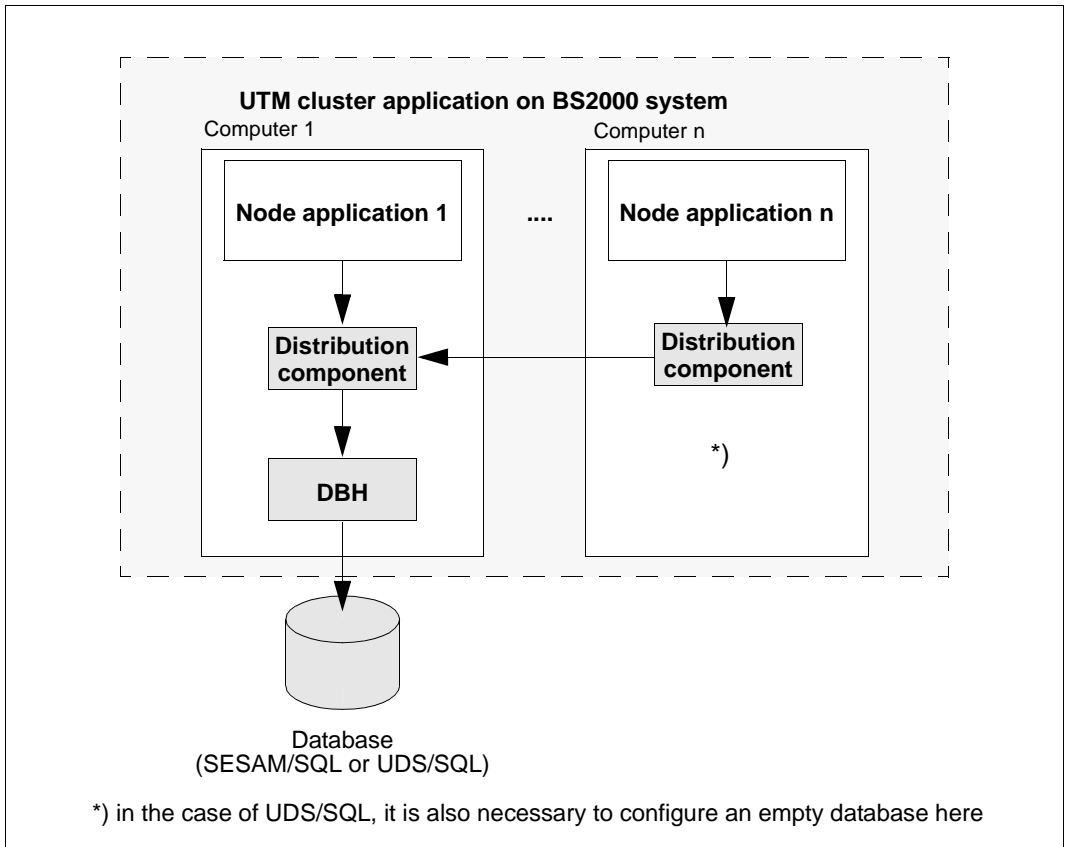 UTM cluster application on BS2000 system
Computer 1
Computer n
Node application 1
....
Node application n
Distribution
component
Distribution
component
*)
DBH
Database
(SESAM/SQL or UDS/SQL)
*) in the case of UDS/SQL, it is also necessary to configure an empty database here